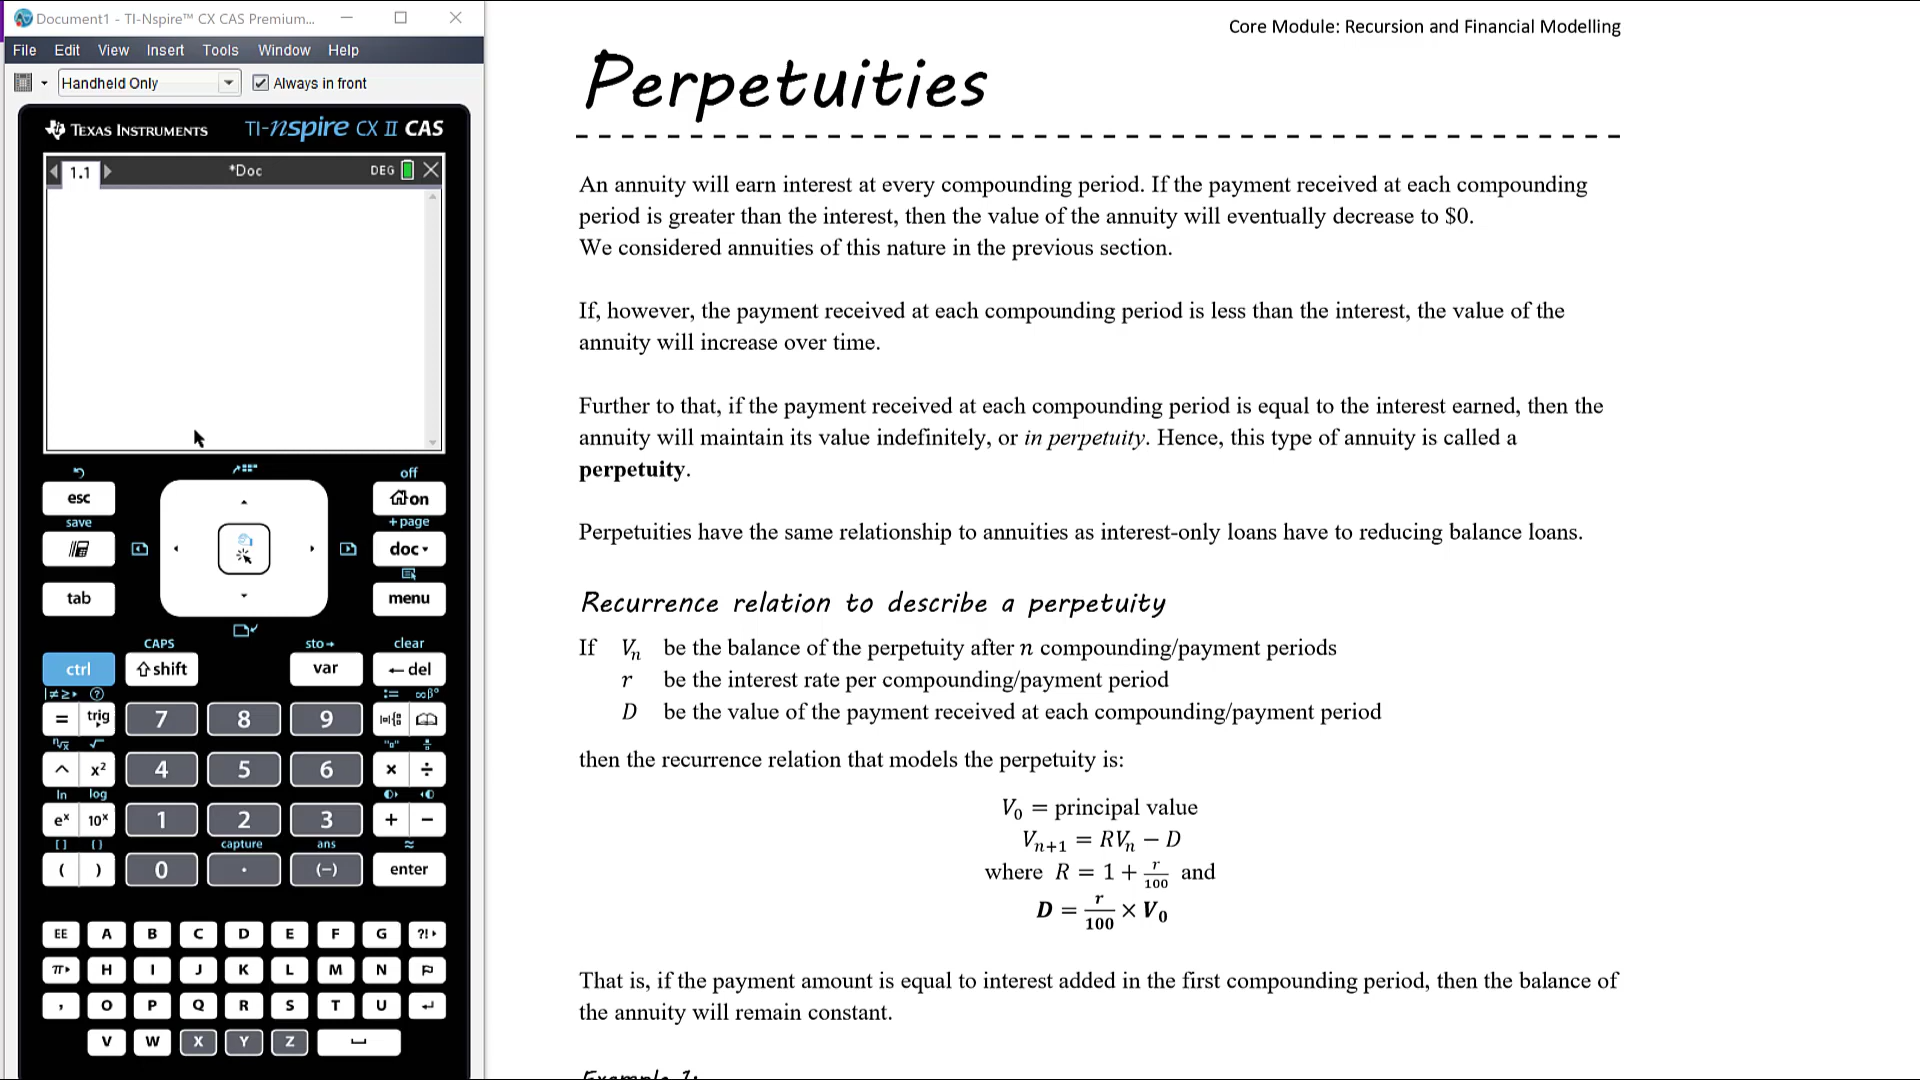 Document1 - TI-Nspire™ CX CAS Premium...
File Edit View Insert Tools Window Help
Handheld Only
Always in front
TEXAS INSTRUMENTS TI-nspire CX II CAS
1.1 *Doc DEG
off
esc on
save + page
doc
tab menu
CAPS sto→ clear
ctrl shift var ←del
= trig 7 8 9
^ x² 4 5 6 × ÷
ln log
eˣ 10ˣ 1 2 3 + −
[ ] ( ) capture ans ≈
( ) 0 . (−) enter
EE A B C D E F G ?!▸
π▸ H I J K L M N
, O P Q R S T U
V W X Y Z
Core Module: Recursion and Financial Modelling
Perpetuities
An annuity will earn interest at every compounding period. If the payment received at each compounding
period is greater than the interest, then the value of the annuity will eventually decrease to $0.
We considered annuities of this nature in the previous section.
If, however, the payment received at each compounding period is less than the interest, the value of the
annuity will increase over time.
Further to that, if the payment received at each compounding period is equal to the interest earned, then the
annuity will maintain its value indefinitely, or in perpetuity. Hence, this type of annuity is called a
perpetuity.
Perpetuities have the same relationship to annuities as interest-only loans have to reducing balance loans.
Recurrence relation to describe a perpetuity
If Vₙ be the balance of the perpetuity after n compounding/payment periods
r be the interest rate per compounding/payment period
D be the value of the payment received at each compounding/payment period
then the recurrence relation that models the perpetuity is:
V₀ = principal value
Vₙ₊₁ = RVₙ − D
where R = 1 + r/100 and
D = r/100 × V₀
That is, if the payment amount is equal to interest added in the first compounding period, then the balance of
the annuity will remain constant.